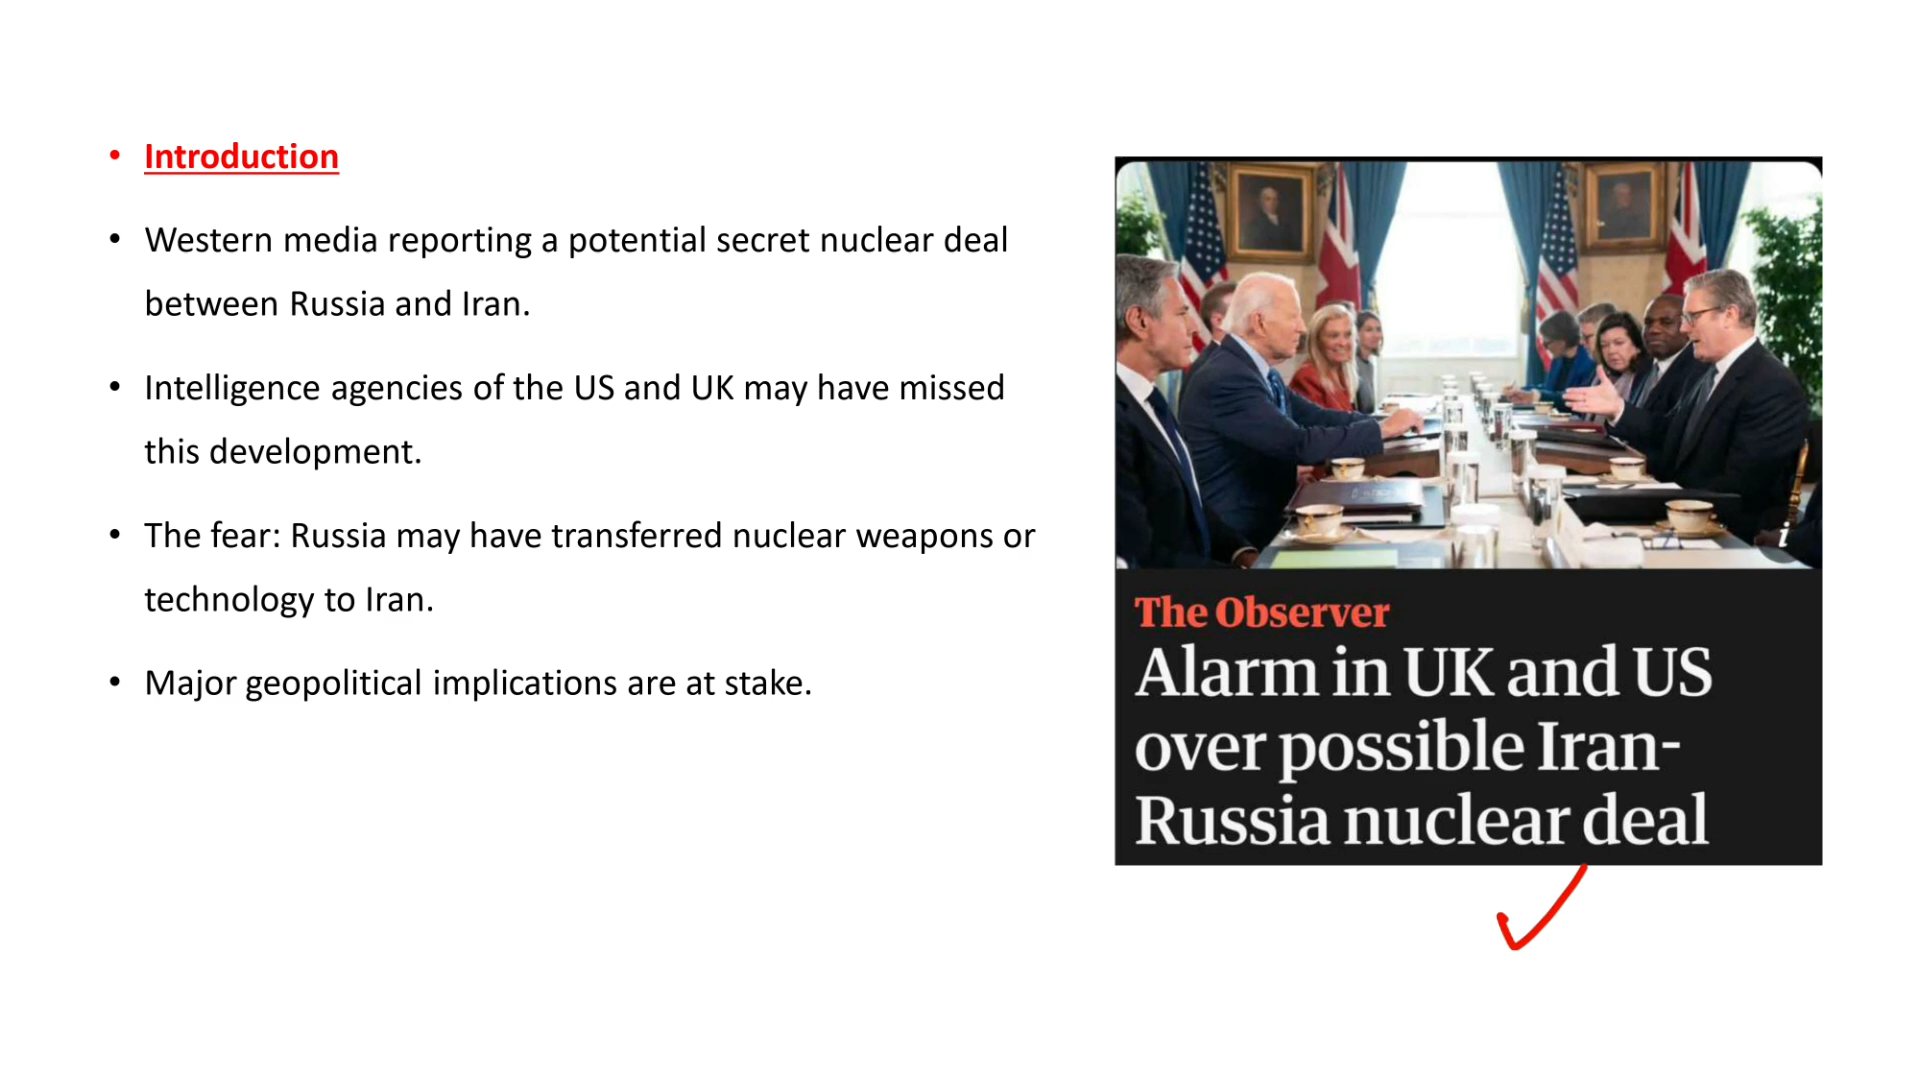 • Introduction
• Western media reporting a potential secret nuclear deal
between Russia and Iran.
• Intelligence agencies of the US and UK may have missed
this development.
• The fear: Russia may have transferred nuclear weapons or
technology to Iran.
• Major geopolitical implications are at stake.
i
The Observer
Alarm in UK and US
over possible Iran-
Russia nuclear deal